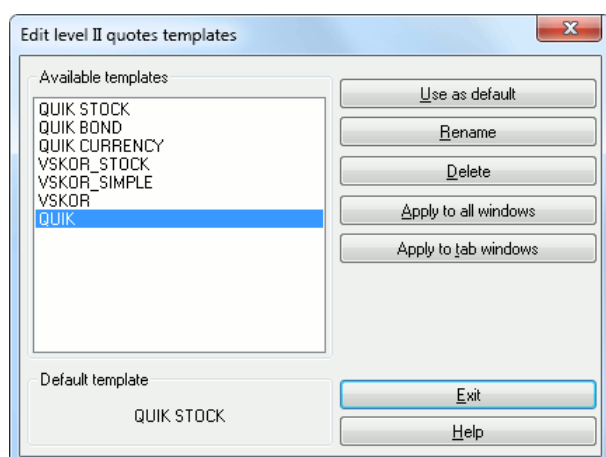 Edit level II quotes templates
Available templates
QUIK STOCK
QUIK BOND
QUIK CURRENCY
VSKOR_STOCK
VSKOR_SIMPLE
VSKOR
QUIK
Use as default
Rename
Delete
Apply to all windows
Apply to tab windows
Default template
QUIK STOCK
Exit
Help